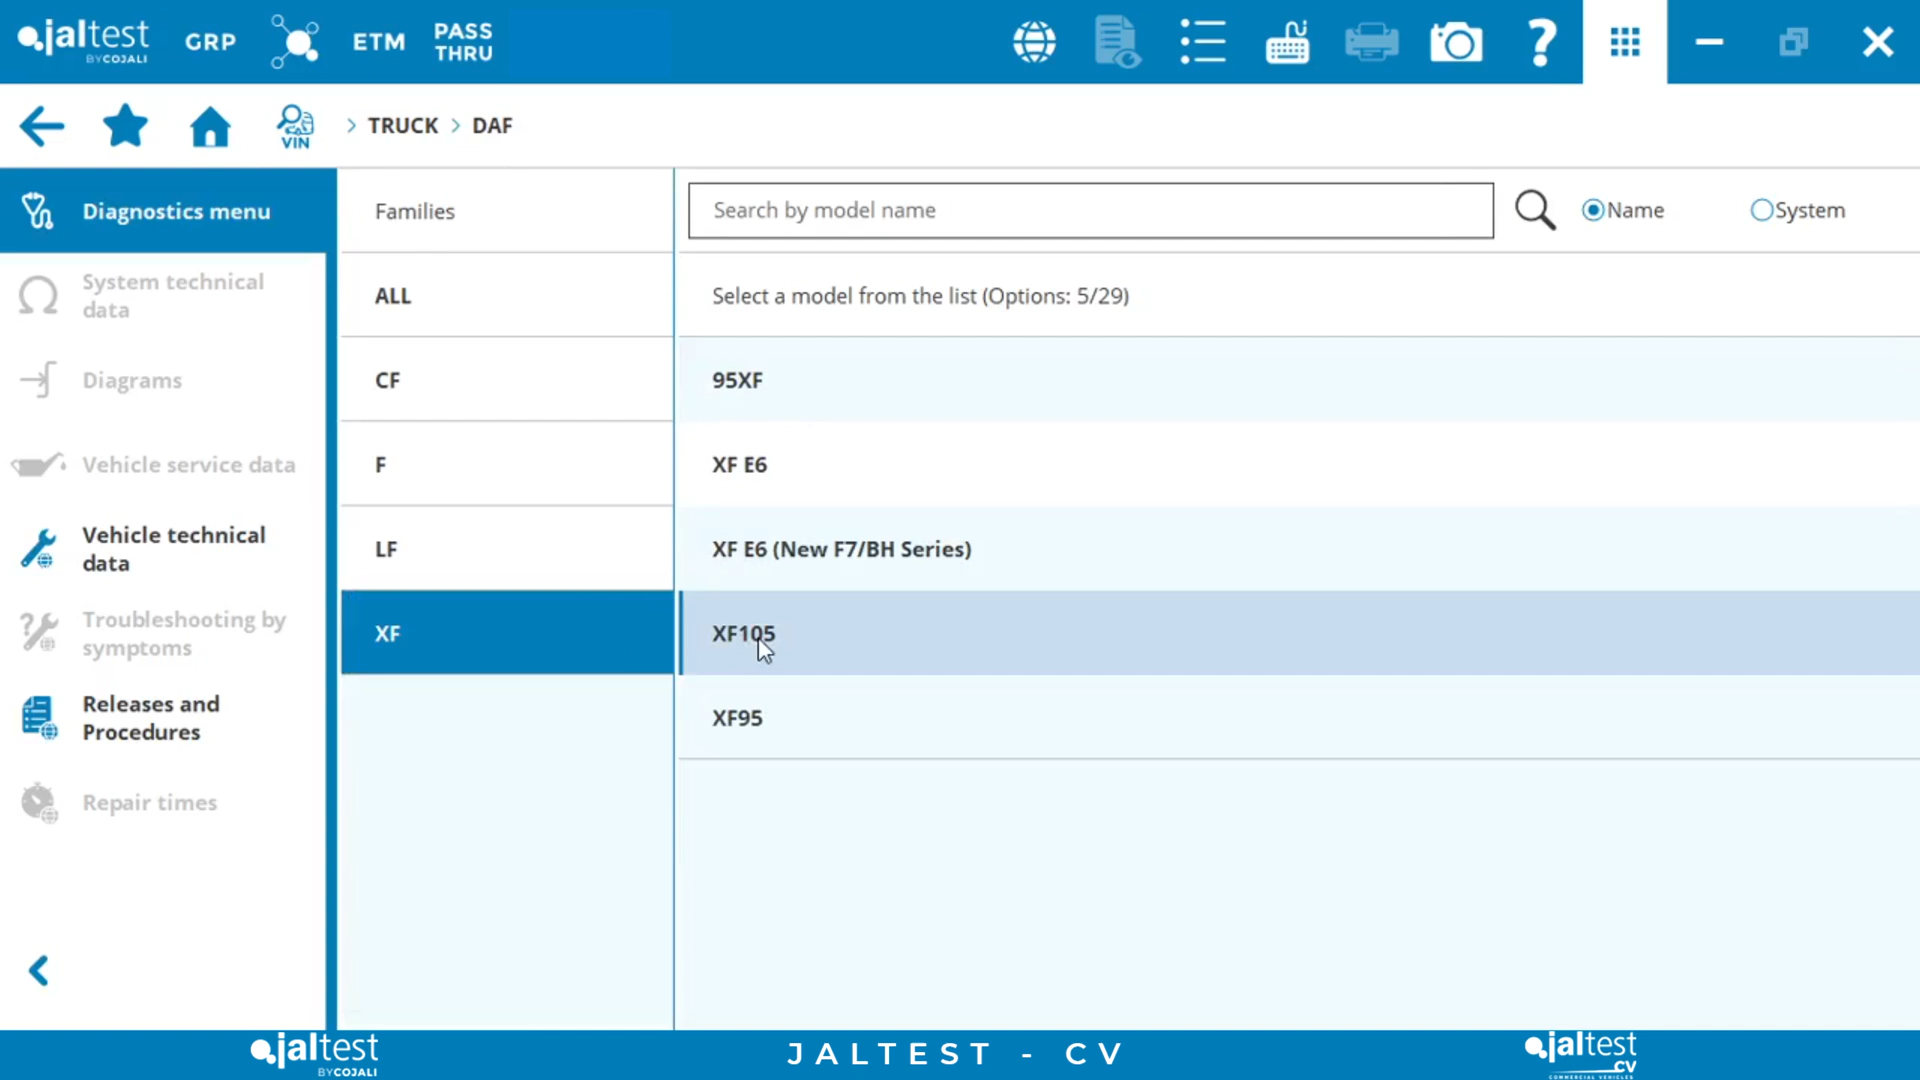 jaltest
BY COJALI
GRP
ETM
PASS
THRU
VIN
> TRUCK > DAF
Diagnostics menu
System technical
data
Diagrams
Vehicle service data
Vehicle technical
data
Troubleshooting by
symptoms
Releases and
Procedures
Repair times
Families
ALL
CF
F
LF
XF
Search by model name
Name
System
Select a model from the list (Options: 5/29)
95XF
XF E6
XF E6 (New F7/BH Series)
XF105
XF95
jaltest
BY COJALI
JALTEST - CV
jaltest
CV
COMMERCIAL VEHICLES